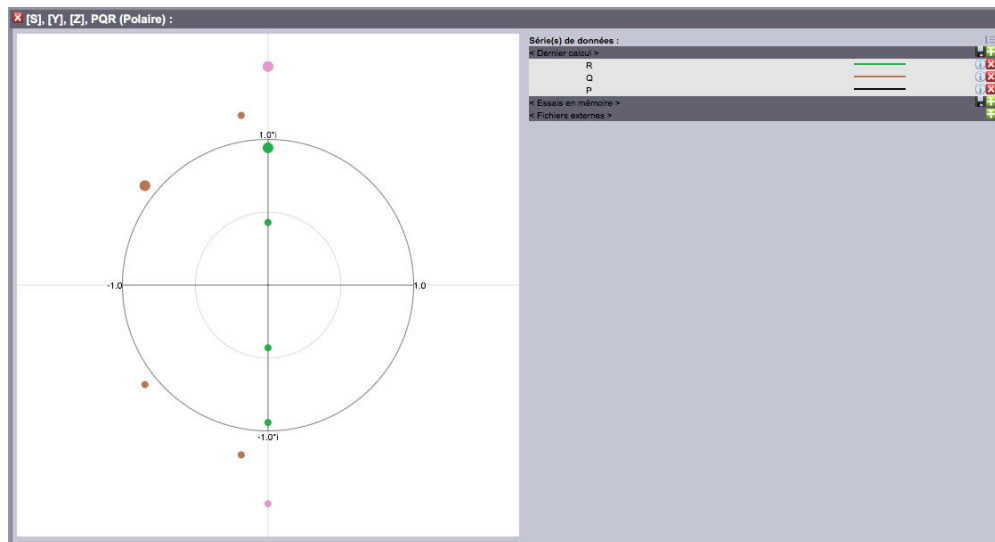 [S], [Y], [Z], PQR (Polaire) :
1.0*i
-1.0
1.0
-1.0*i
Série(s) de données :
< Dernier calcul >
R
Q
P
< Essais en mémoire >
< Fichiers externes >